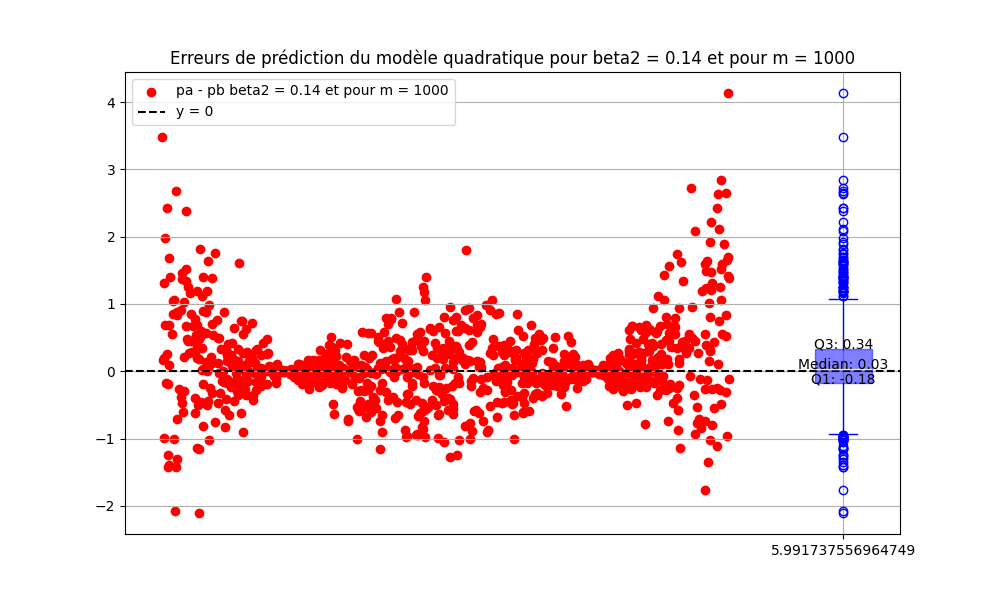 Erreurs de prédiction du modèle quadratique pour beta2 = 0.14 et pour m = 1000
pa - pb beta2 = 0.14 et pour m = 1000
y = 0
4
3
2
1
0
−1
−2
Q3: 0.34
Median: 0.03
Q1: -0.18
5.991737556964749